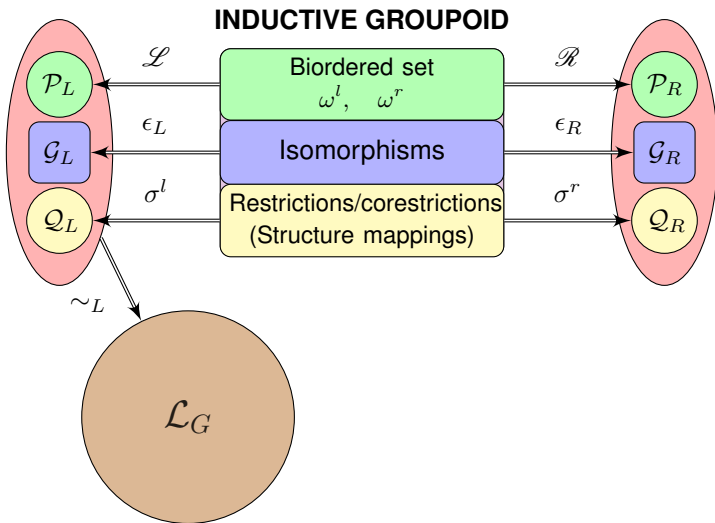 INDUCTIVE GROUPOID
𝒫_L ℒ Biordered set ℛ 𝒫_R
ω^l, ω^r
𝒢_L ϵ_L Isomorphisms ϵ_R 𝒢_R
𝒬_L σ^l Restrictions/corestrictions σ^r 𝒬_R
(Structure mappings)
∼_L
ℒ_G